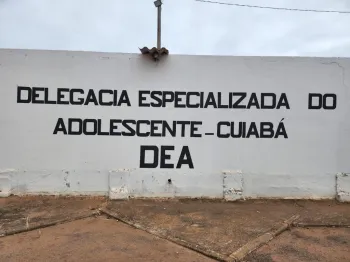 DELEGACIA ESPECIALIZADA DO
ADOLESCENTE-CUIABÁ
DEA